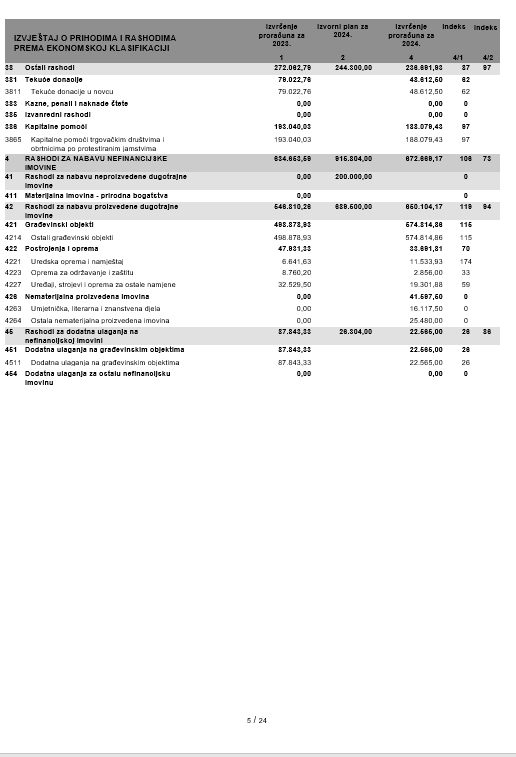 IZVJEŠTAJ O PRIHODIMA I RASHODIMA PREMA EKONOMSKOJ KLASIFIKACIJI Izvršenje proračuna za 2023. Izvorni plan za 2024. Izvršenje proračuna za 2024. Indeks Indeks
1 2 4 4/1 4/2
38 Ostali rashodi 272.062,79 244.300,00 236.691,93 87 97
381 Tekuće donacije 79.022,76 48.612,50 62
3811 Tekuće donacije u novcu 79.022,76 48.612,50 62
383 Kazne, penali i naknade štete 0,00 0,00 0
385 Izvanredni rashodi 0,00 0,00 0
386 Kapitalne pomoći 193.040,03 188.079,43 97
3865 Kapitalne pomoći trgovačkim društvima i obrtnicima po protestiranim jamstvima 193.040,03 188.079,43 97
4 RASHODI ZA NABAVU NEFINANCIJSKE IMOVINE 634.653,59 915.804,00 672.669,17 106 73
41 Rashodi za nabavu neproizvedene dugotrajne imovine 0,00 200.000,00 0
411 Materijalna imovina - prirodna bogatstva 0,00 0
42 Rashodi za nabavu proizvedene dugotrajne imovine 546.810,26 689.500,00 650.104,17 119 94
421 Građevinski objekti 498.878,93 574.814,86 115
4214 Ostali građevinski objekti 498.878,93 574.814,86 115
422 Postrojenja i oprema 47.931,33 33.691,81 70
4221 Uredska oprema i namještaj 6.641,63 11.533,93 174
4223 Oprema za održavanje i zaštitu 8.760,20 2.856,00 33
4227 Uređaji, strojevi i oprema za ostale namjene 32.529,50 19.301,88 59
426 Nematerijalna proizvedena imovina 0,00 41.597,50 0
4263 Umjetnička, literarna i znanstvena djela 0,00 16.117,50 0
4264 Ostala nematerijalna proizvedena imovina 0,00 25.480,00 0
45 Rashodi za dodatna ulaganja na nefinancijskoj imovini 87.843,33 26.304,00 22.565,00 26 86
451 Dodatna ulaganja na građevinskim objektima 87.843,33 22.565,00 26
4511 Dodatna ulaganja na građevinskim objektima 87.843,33 22.565,00 26
454 Dodatna ulaganja za ostalu nefinancijsku imovinu 0,00 0,00 0
5 / 24